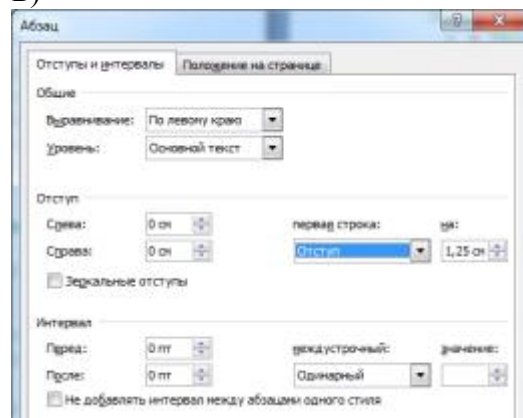 Абзац
Отступы и интервалы Положение на странице
Общие
Выравнивание: По левому краю
Уровень: Основной текст
Отступ
Слева: 0 см первая строка: на:
Справа: 0 см Отступ 1,25 см
Зеркальные отступы
Интервал
Перед: 0 пт междустрочный: значение:
После: 0 пт Одинарный
Не добавлять интервал между абзацами одного стиля